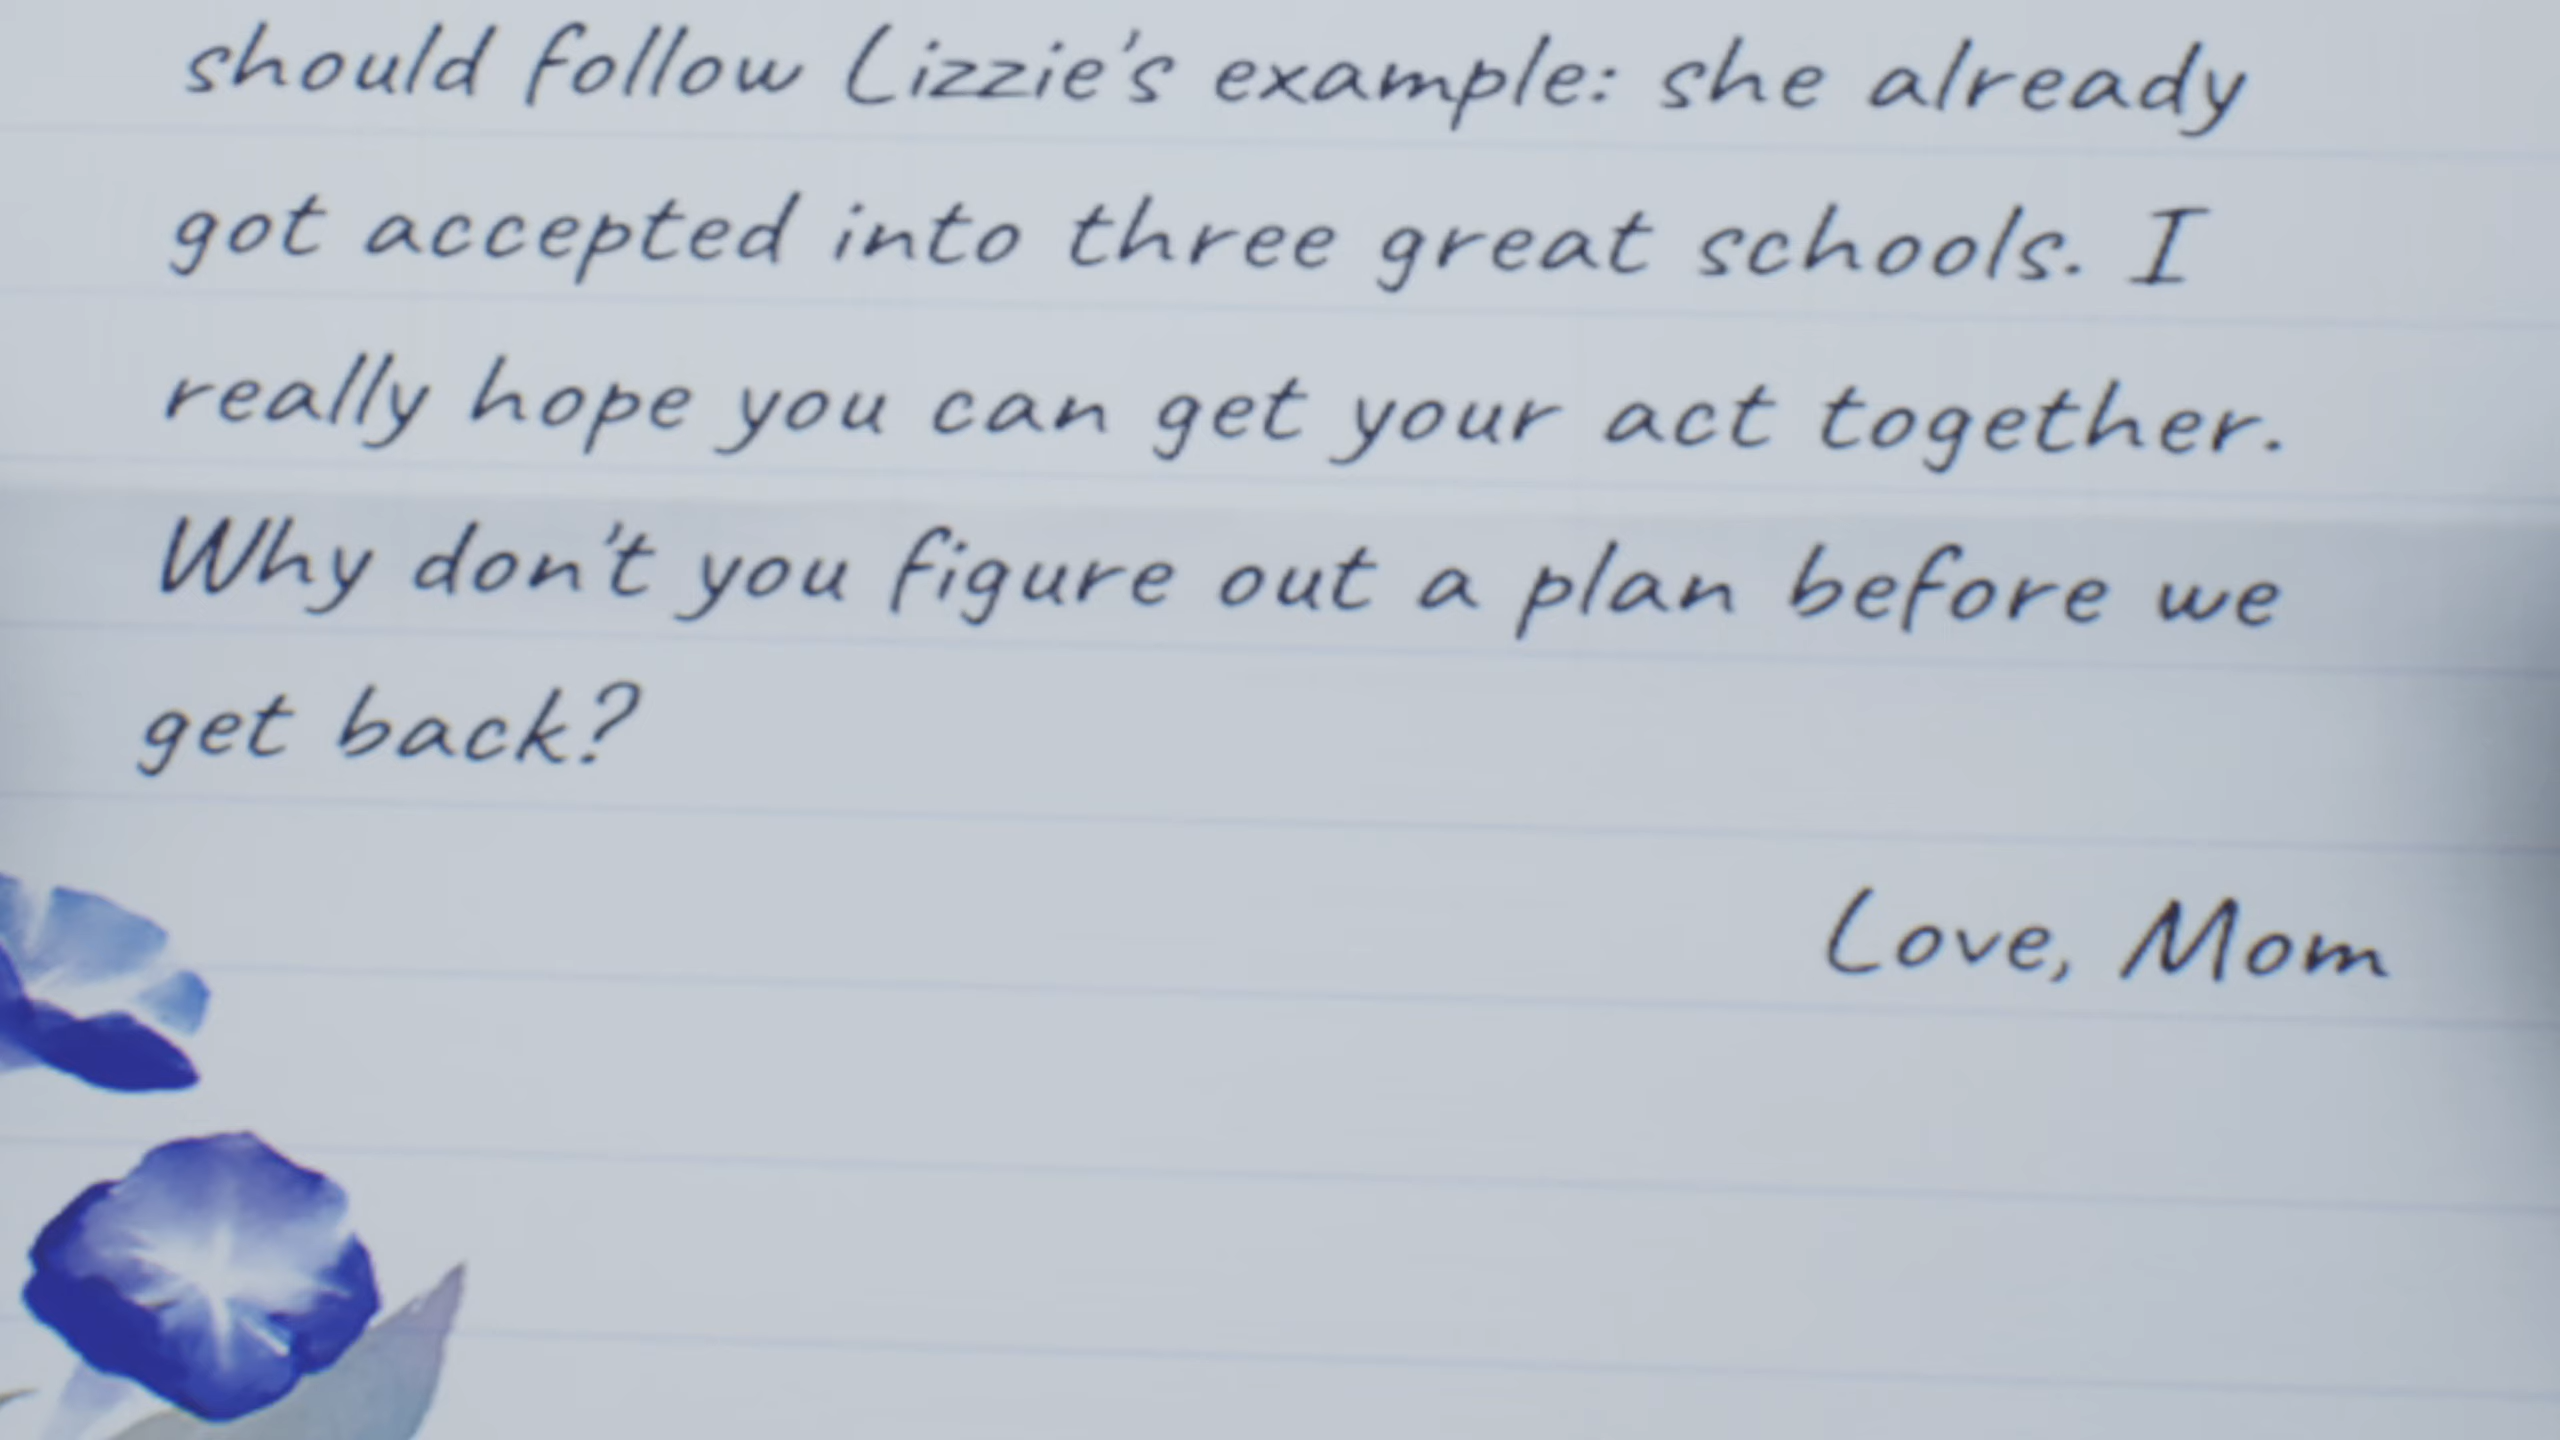 should follow Lizzie's example: she already
got accepted into three great schools. I
really hope you can get your act together.
Why don't you figure out a plan before we
get back?
Love, Mom